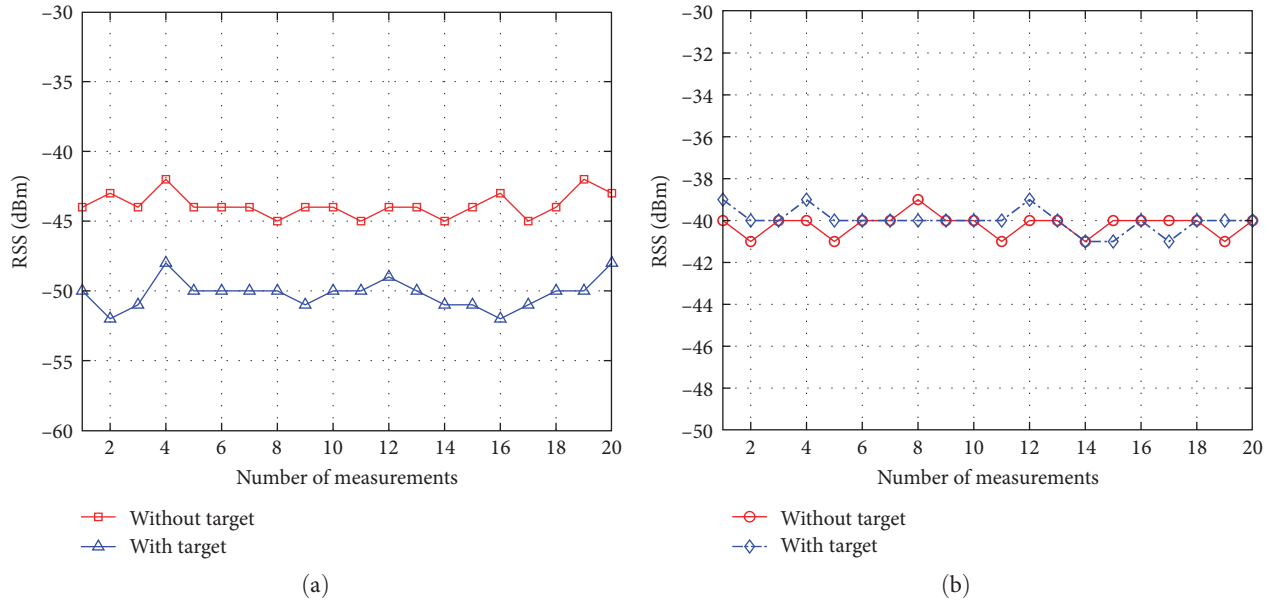 −30
−35
−40
−45
−50
−55
−60
RSS (dBm)
2 4 6 8 10 12 14 16 18 20
Number of measurements
Without target
With target
(a)
−30
−32
−34
−36
−38
−40
−42
−44
−46
−48
−50
RSS (dBm)
2 4 6 8 10 12 14 16 18 20
Number of measurements
Without target
With target
(b)